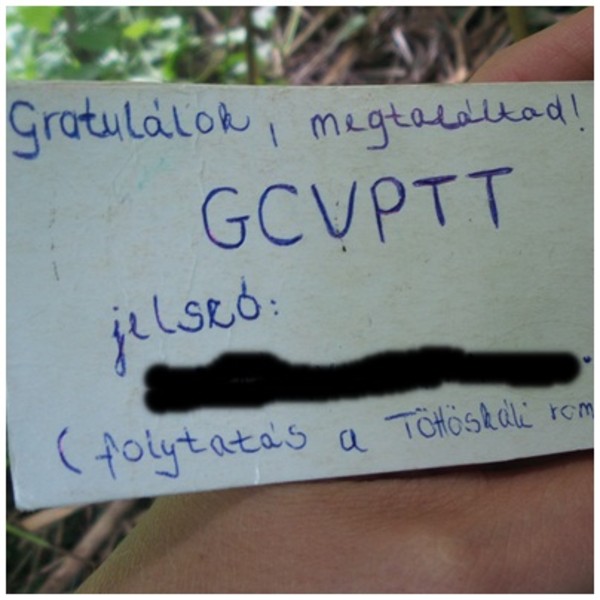 Gratulálok, megtaláltad!
GCVPTT
jelszó:
(folytatás a Töttöskáli rom